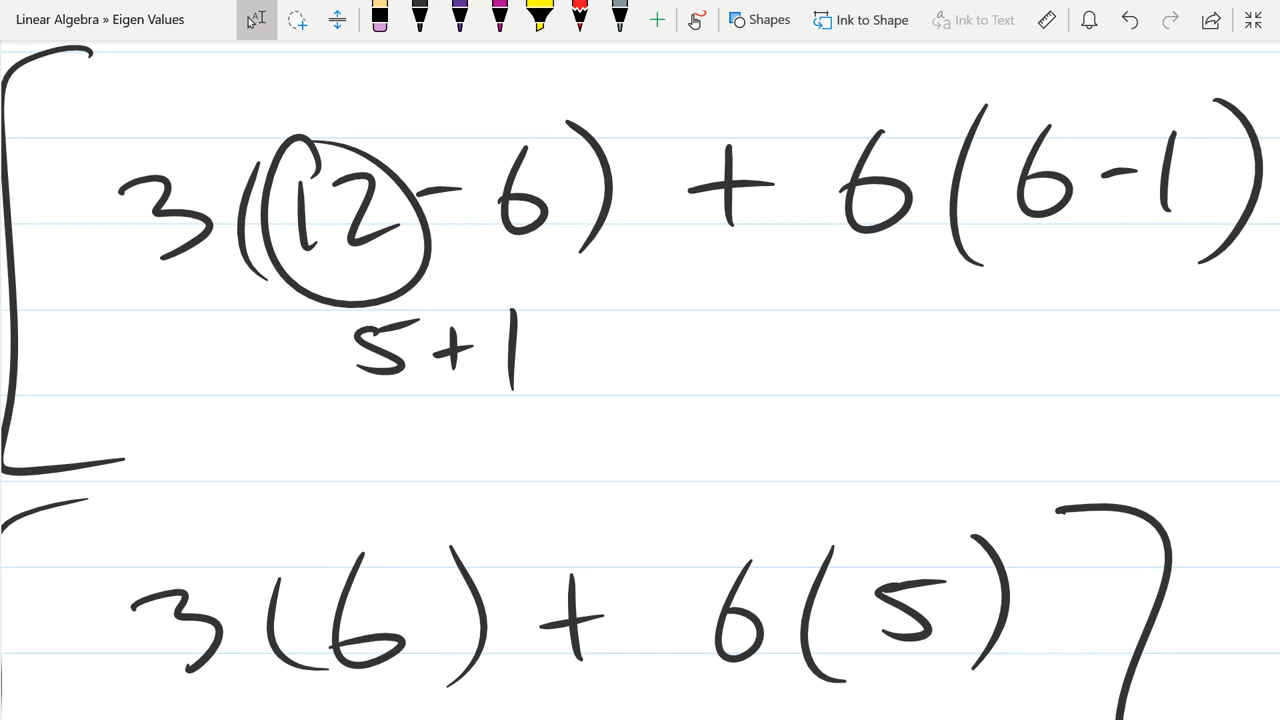 Linear Algebra » Eigen Values Shapes Ink to Shape Ink to Text
3(12-6) + 6(6-1)
5+1
3(6) + 6(5)